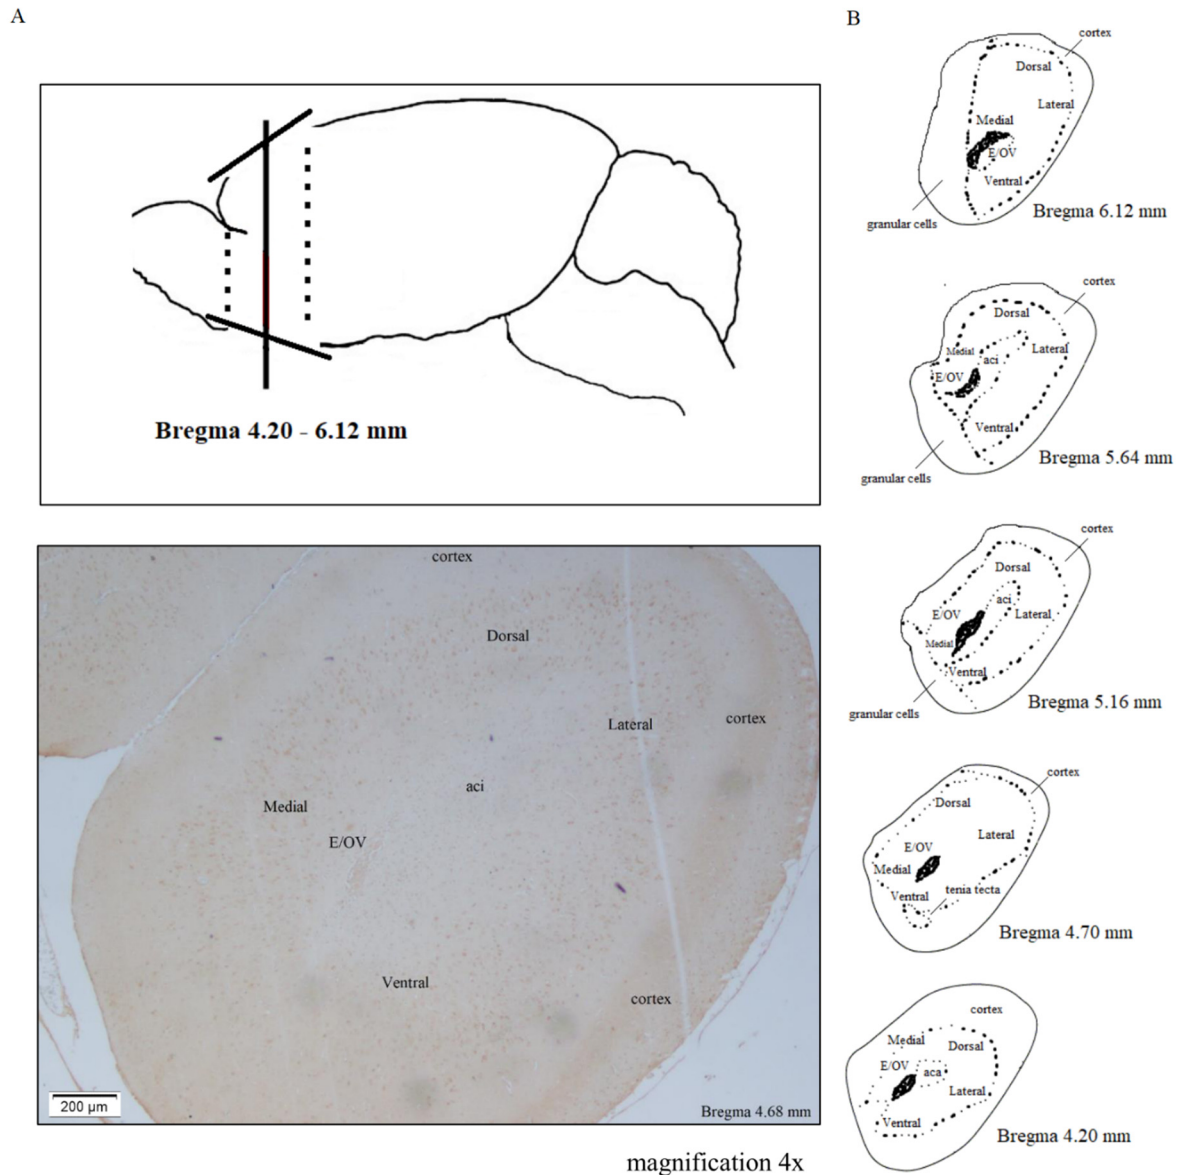 A
Bregma 4.20 - 6.12 mm
cortex
Dorsal
Lateral
cortex
aci
Medial
E/OV
Ventral
cortex
200 µm
Bregma 4.68 mm
magnification 4x
B
cortex
Dorsal
Lateral
Medial
E/OV
Ventral
granular cells
Bregma 6.12 mm
cortex
Dorsal
Medial
aci
Lateral
E/OV
Ventral
granular cells
Bregma 5.64 mm
cortex
Dorsal
aci
E/OV
Lateral
Medial
Ventral
granular cells
Bregma 5.16 mm
cortex
Dorsal
Lateral
E/OV
Medial
Ventral
tenia tecta
Bregma 4.70 mm
cortex
Medial
Dorsal
E/OV
aca
Lateral
Ventral
Bregma 4.20 mm